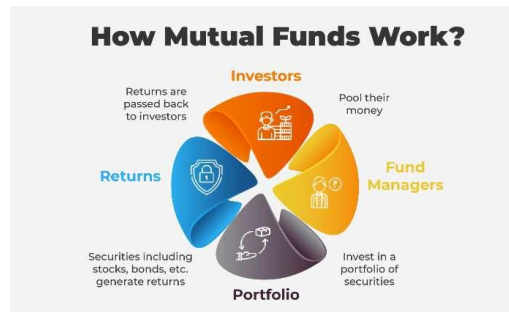 How Mutual Funds Work?
Investors
Returns are
passed back
to investors
Pool their
money
Returns
Fund
Managers
Securities including
stocks, bonds, etc.
generate returns
Invest in a
portfolio of
securities
Portfolio